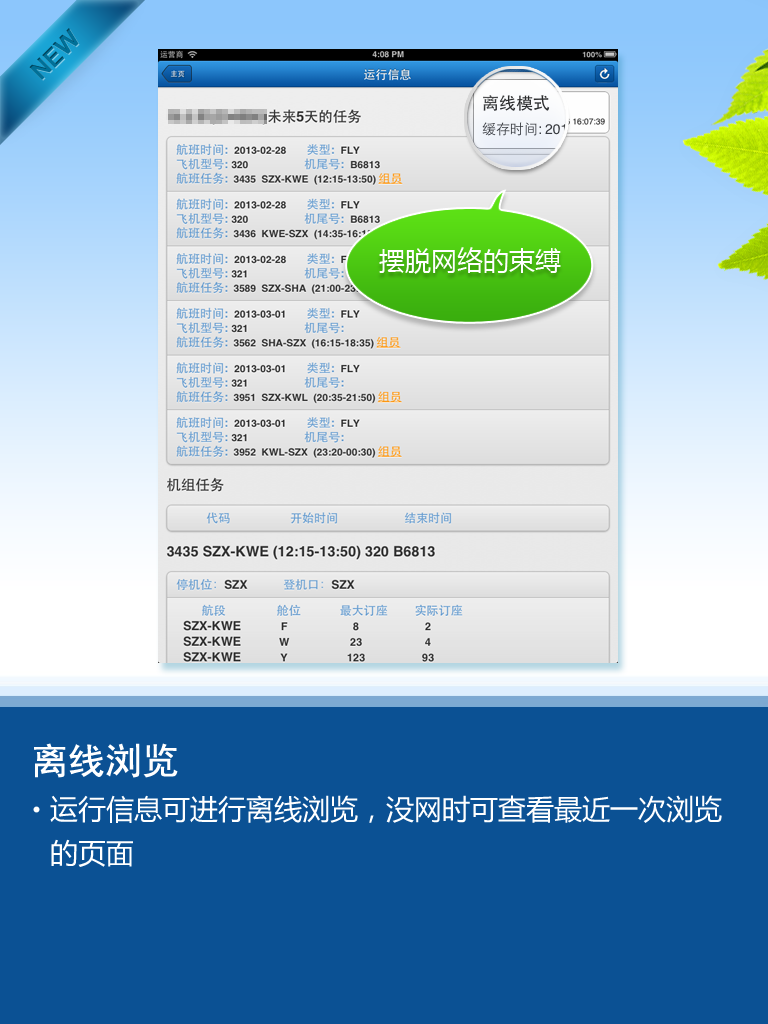 NEW
运营商
4:08 PM
100%
主页
运行信息
离线模式
缓存时间: 201
16:07:39
未来5天的任务
航班时间: 2013-02-28 类型: FLY
飞机型号: 320 机尾号: B6813
航班任务: 3435 SZX-KWE (12:15-13:50) 组员
航班时间: 2013-02-28 类型: FLY
飞机型号: 320 机尾号: B6813
航班任务: 3436 KWE-SZX (14:35-16:1
航班时间: 2013-02-28 类型: F
飞机型号: 321 机尾号:
航班任务: 3589 SZX-SHA (21:00-23:
摆脱网络的束缚
航班时间: 2013-03-01 类型: FLY
飞机型号: 321 机尾号:
航班任务: 3562 SHA-SZX (16:15-18:35) 组员
航班时间: 2013-03-01 类型: FLY
飞机型号: 321 机尾号:
航班任务: 3951 SZX-KWL (20:35-21:50) 组员
航班时间: 2013-03-01 类型: FLY
飞机型号: 321 机尾号:
航班任务: 3952 KWL-SZX (23:20-00:30) 组员
机组任务
代码 开始时间 结束时间
3435 SZX-KWE (12:15-13:50) 320 B6813
停机位: SZX 登机口: SZX
航段 舱位 最大订座 实际订座
SZX-KWE F 8 2
SZX-KWE W 23 4
SZX-KWE Y 123 93
离线浏览
• 运行信息可进行离线浏览，没网时可查看最近一次浏览
的页面